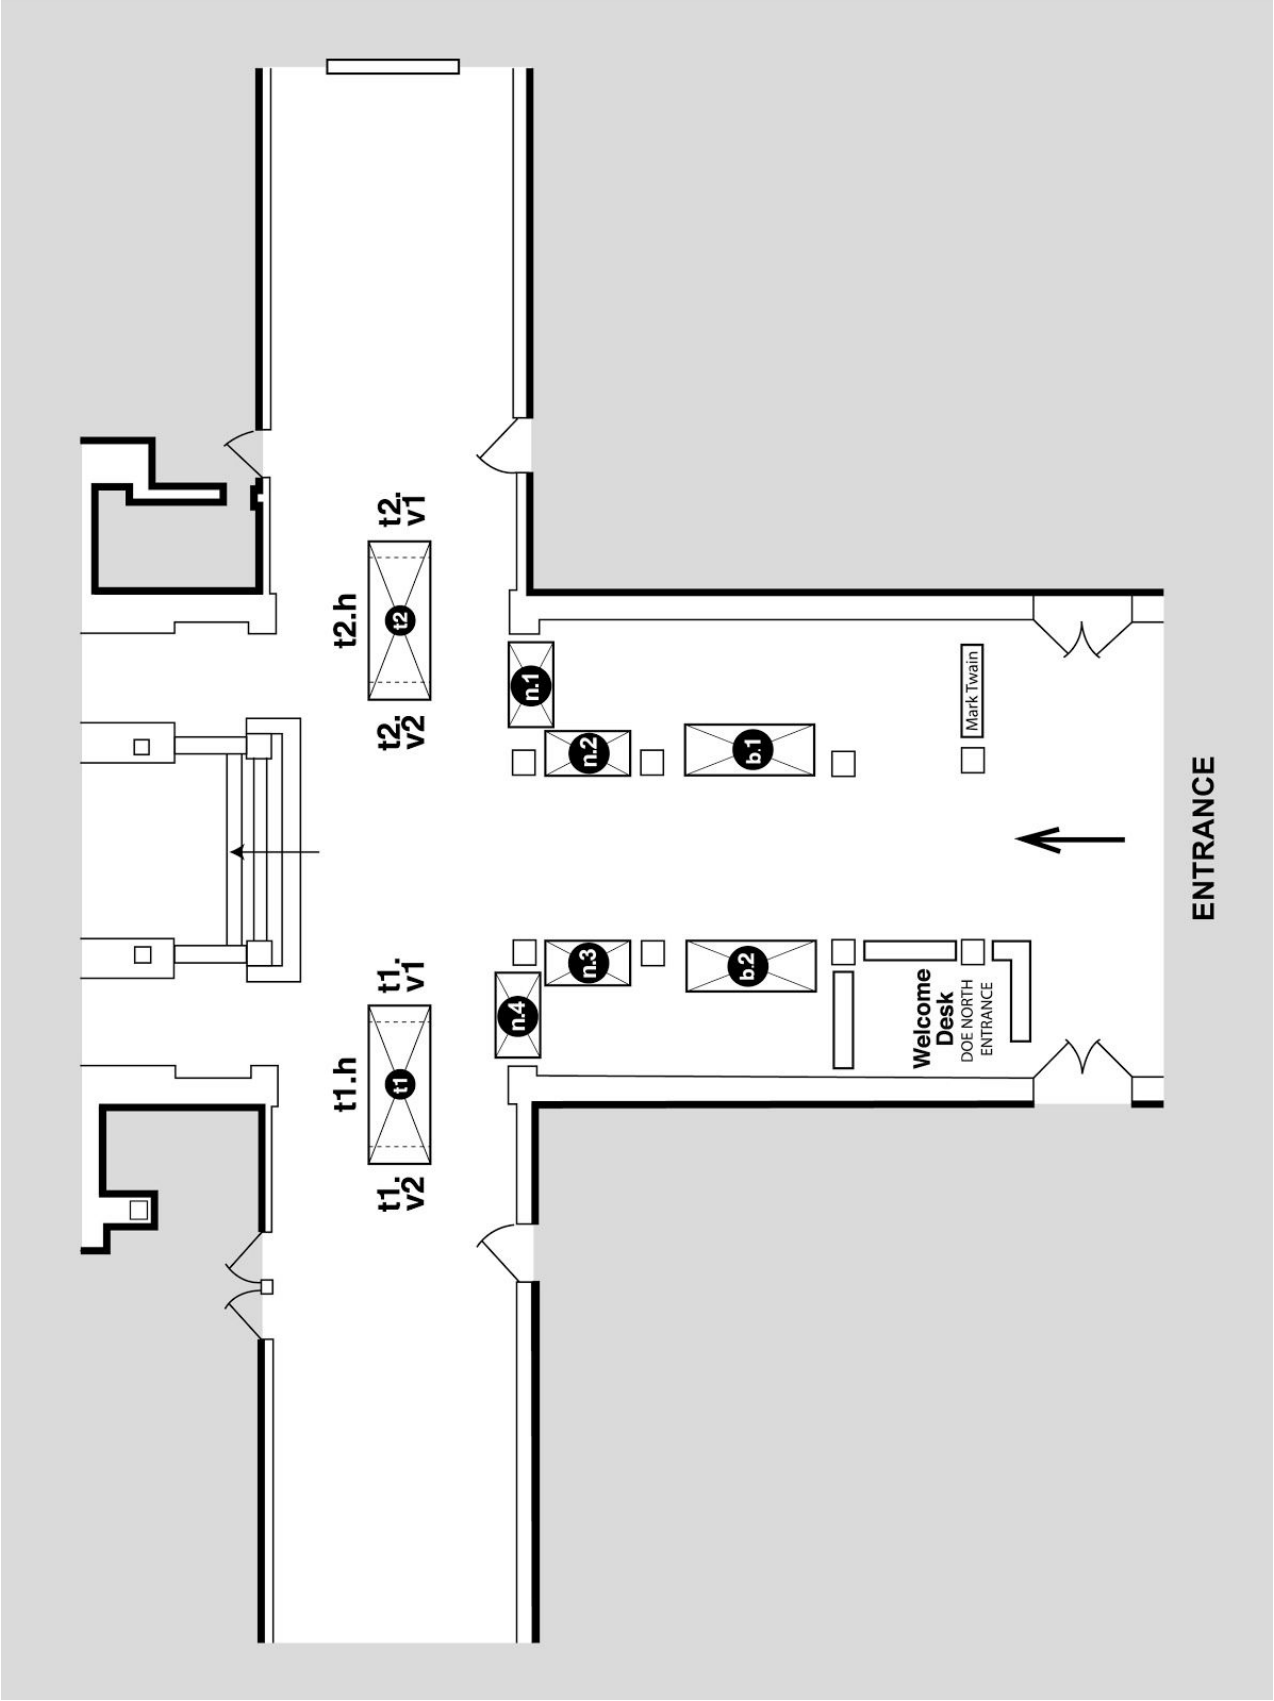 t1.h
t2.h
t1.
v2
t1
t1.
v1
t2.
v2
t2
t2.
v1
n.4
n.1
n.3
n.2
b.2
b.1
Welcome
Desk
DOE NORTH
ENTRANCE
Mark Twain
ENTRANCE